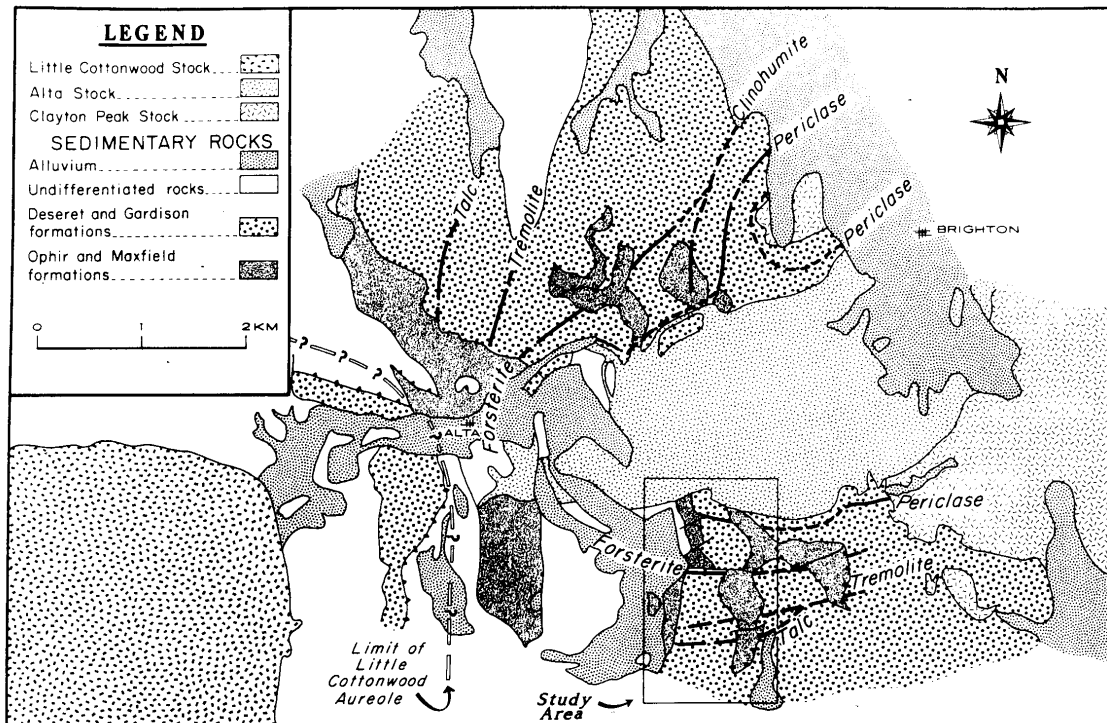 LEGEND
Little Cottonwood Stock
Alta Stock
Clayton Peak Stock
SEDIMENTARY ROCKS
Alluvium
Undifferentiated rocks
Deseret and Gardison
formations
Ophir and Maxfield
formations
0 1 2KM
N
Clinohumite
Periclase
Talc
Tremolite
Periclase
BRIGHTON
? ? ?
Forsterite
ALTA
?
?
?
Periclase
Forsterite
Tremolite
Talc
Limit of
Little
Cottonwood
Aureole
Study
Area